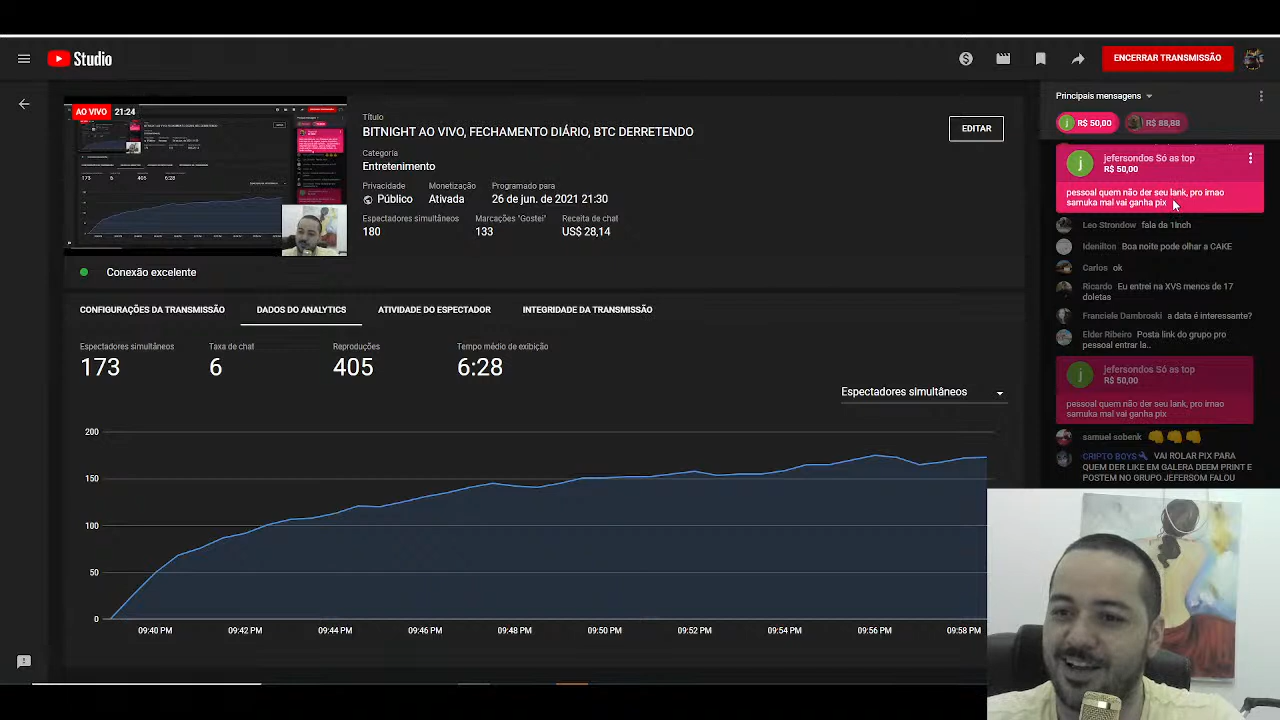 Studio
ENCERRAR TRANSMISSÃO
AO VIVO 21:24
Título
BITNIGHT AO VIVO, FECHAMENTO DIÁRIO, BTC DERRETENDO
EDITAR
Categoria
Entretenimento
Privacidade Monetização Programado para
Público Ativada 26 de jun. de 2021, 21:30
Espectadores simultâneos Marcações "Gostei" Receita de chat
180 133 US$ 28,14
Conexão excelente
CONFIGURAÇÕES DA TRANSMISSÃO DADOS DO ANALYTICS ATIVIDADE DO ESPECTADOR INTEGRIDADE DA TRANSMISSÃO
Espectadores simultâneos Taxa de chat Reproduções Tempo médio de exibição
173 6 405 6:28
Espectadores simultâneos
200
150
100
50
0
09:40 PM 09:42 PM 09:44 PM 09:46 PM 09:48 PM 09:50 PM 09:52 PM 09:54 PM 09:56 PM 09:58 PM
Principais mensagens
j R$ 50,00 R$ 88,88
j jefersondos Só as top
R$ 50,00
pessoal quem não der seu lank, pro imao
samuka mal vai ganha pix
Leo Strondow fala da 1inch
Idenilton Boa noite pode olhar a CAKE
Carlos ok
Ricardo Eu entrei na XVS menos de 17
doletas
Franciele Dambroski a data é interessante?
Elder Ribeiro Posta link do grupo pro
pessoal entrar la..
j jefersondos Só as top
R$ 50,00
pessoal quem não der seu lank, pro imao
samuka mal vai ganha pix
samuel sobenk
CRIPTO BOYS VAI ROLAR PIX PARA
QUEM DER LIKE EM GALERA DEEM PRINT E
POSTEM NO GRUPO JEFERSOM FALOU